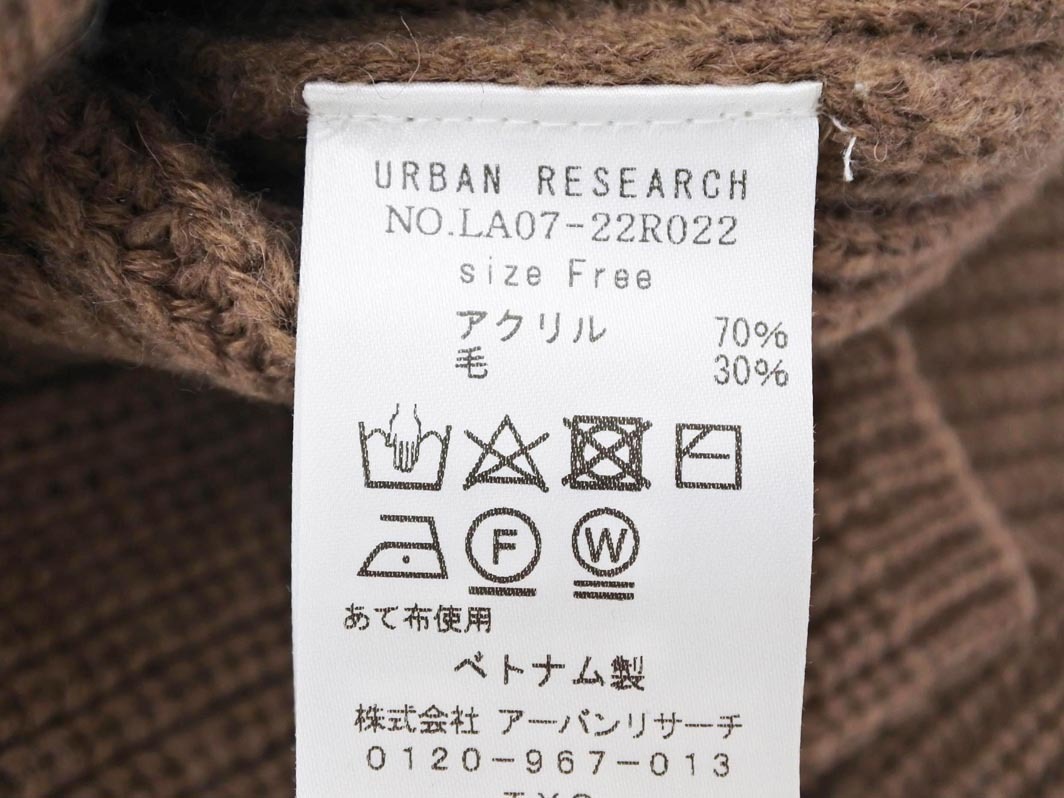 URBAN RESEARCH
NO.LA07-22R022
size Free
アクリル 70%
毛 30%
F W
あて布使用
ベトナム製
株式会社 アーバンリサーチ
0120-967-013